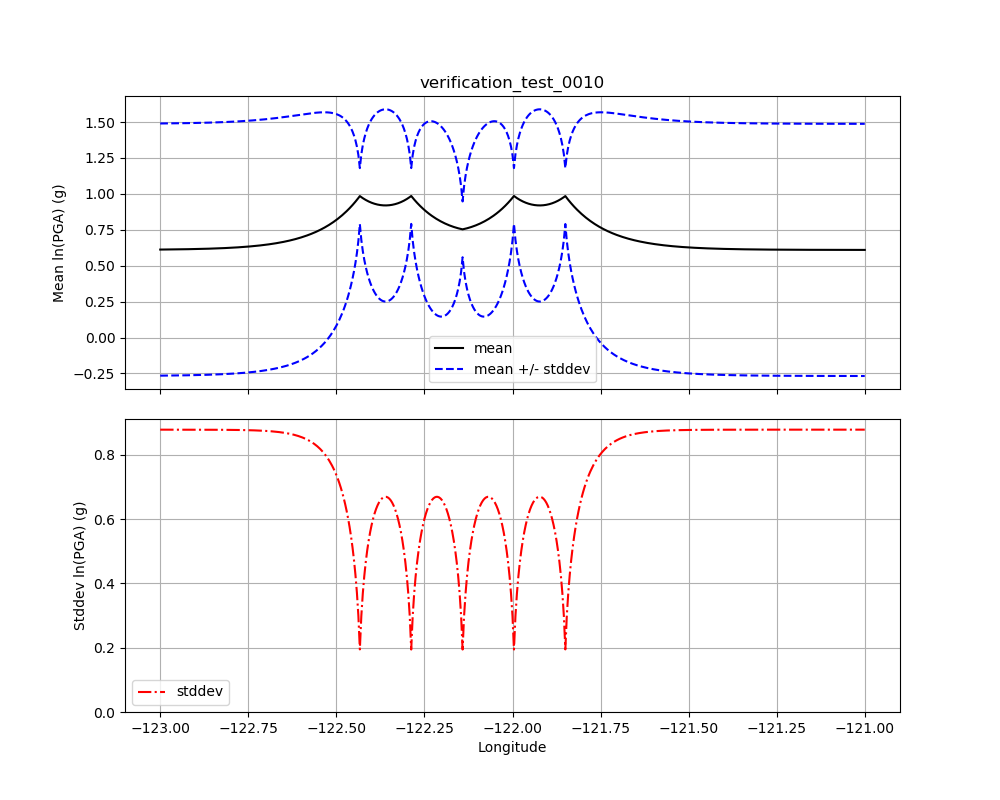 verification_test_0010
Mean ln(PGA) (g)
1.50
1.25
1.00
0.75
0.50
0.25
0.00
−0.25
mean
mean +/- stddev
Stddev ln(PGA) (g)
0.8
0.6
0.4
0.2
0.0
stddev
−123.00 −122.75 −122.50 −122.25 −122.00 −121.75 −121.50 −121.25 −121.00
Longitude